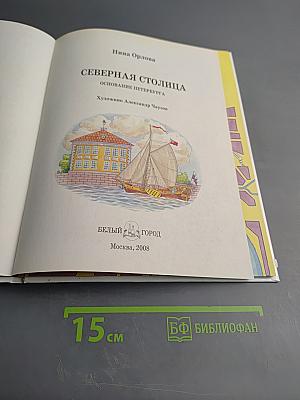 Нина Орлова
СЕВЕРНАЯ СТОЛИЦА
ОСНОВАНИЕ ПЕТЕРБУРГА
Художник Александр Чаузов
БЕЛЫЙ ГОРОД
Москва, 2008
15 см
БФ БИБЛИОФАН